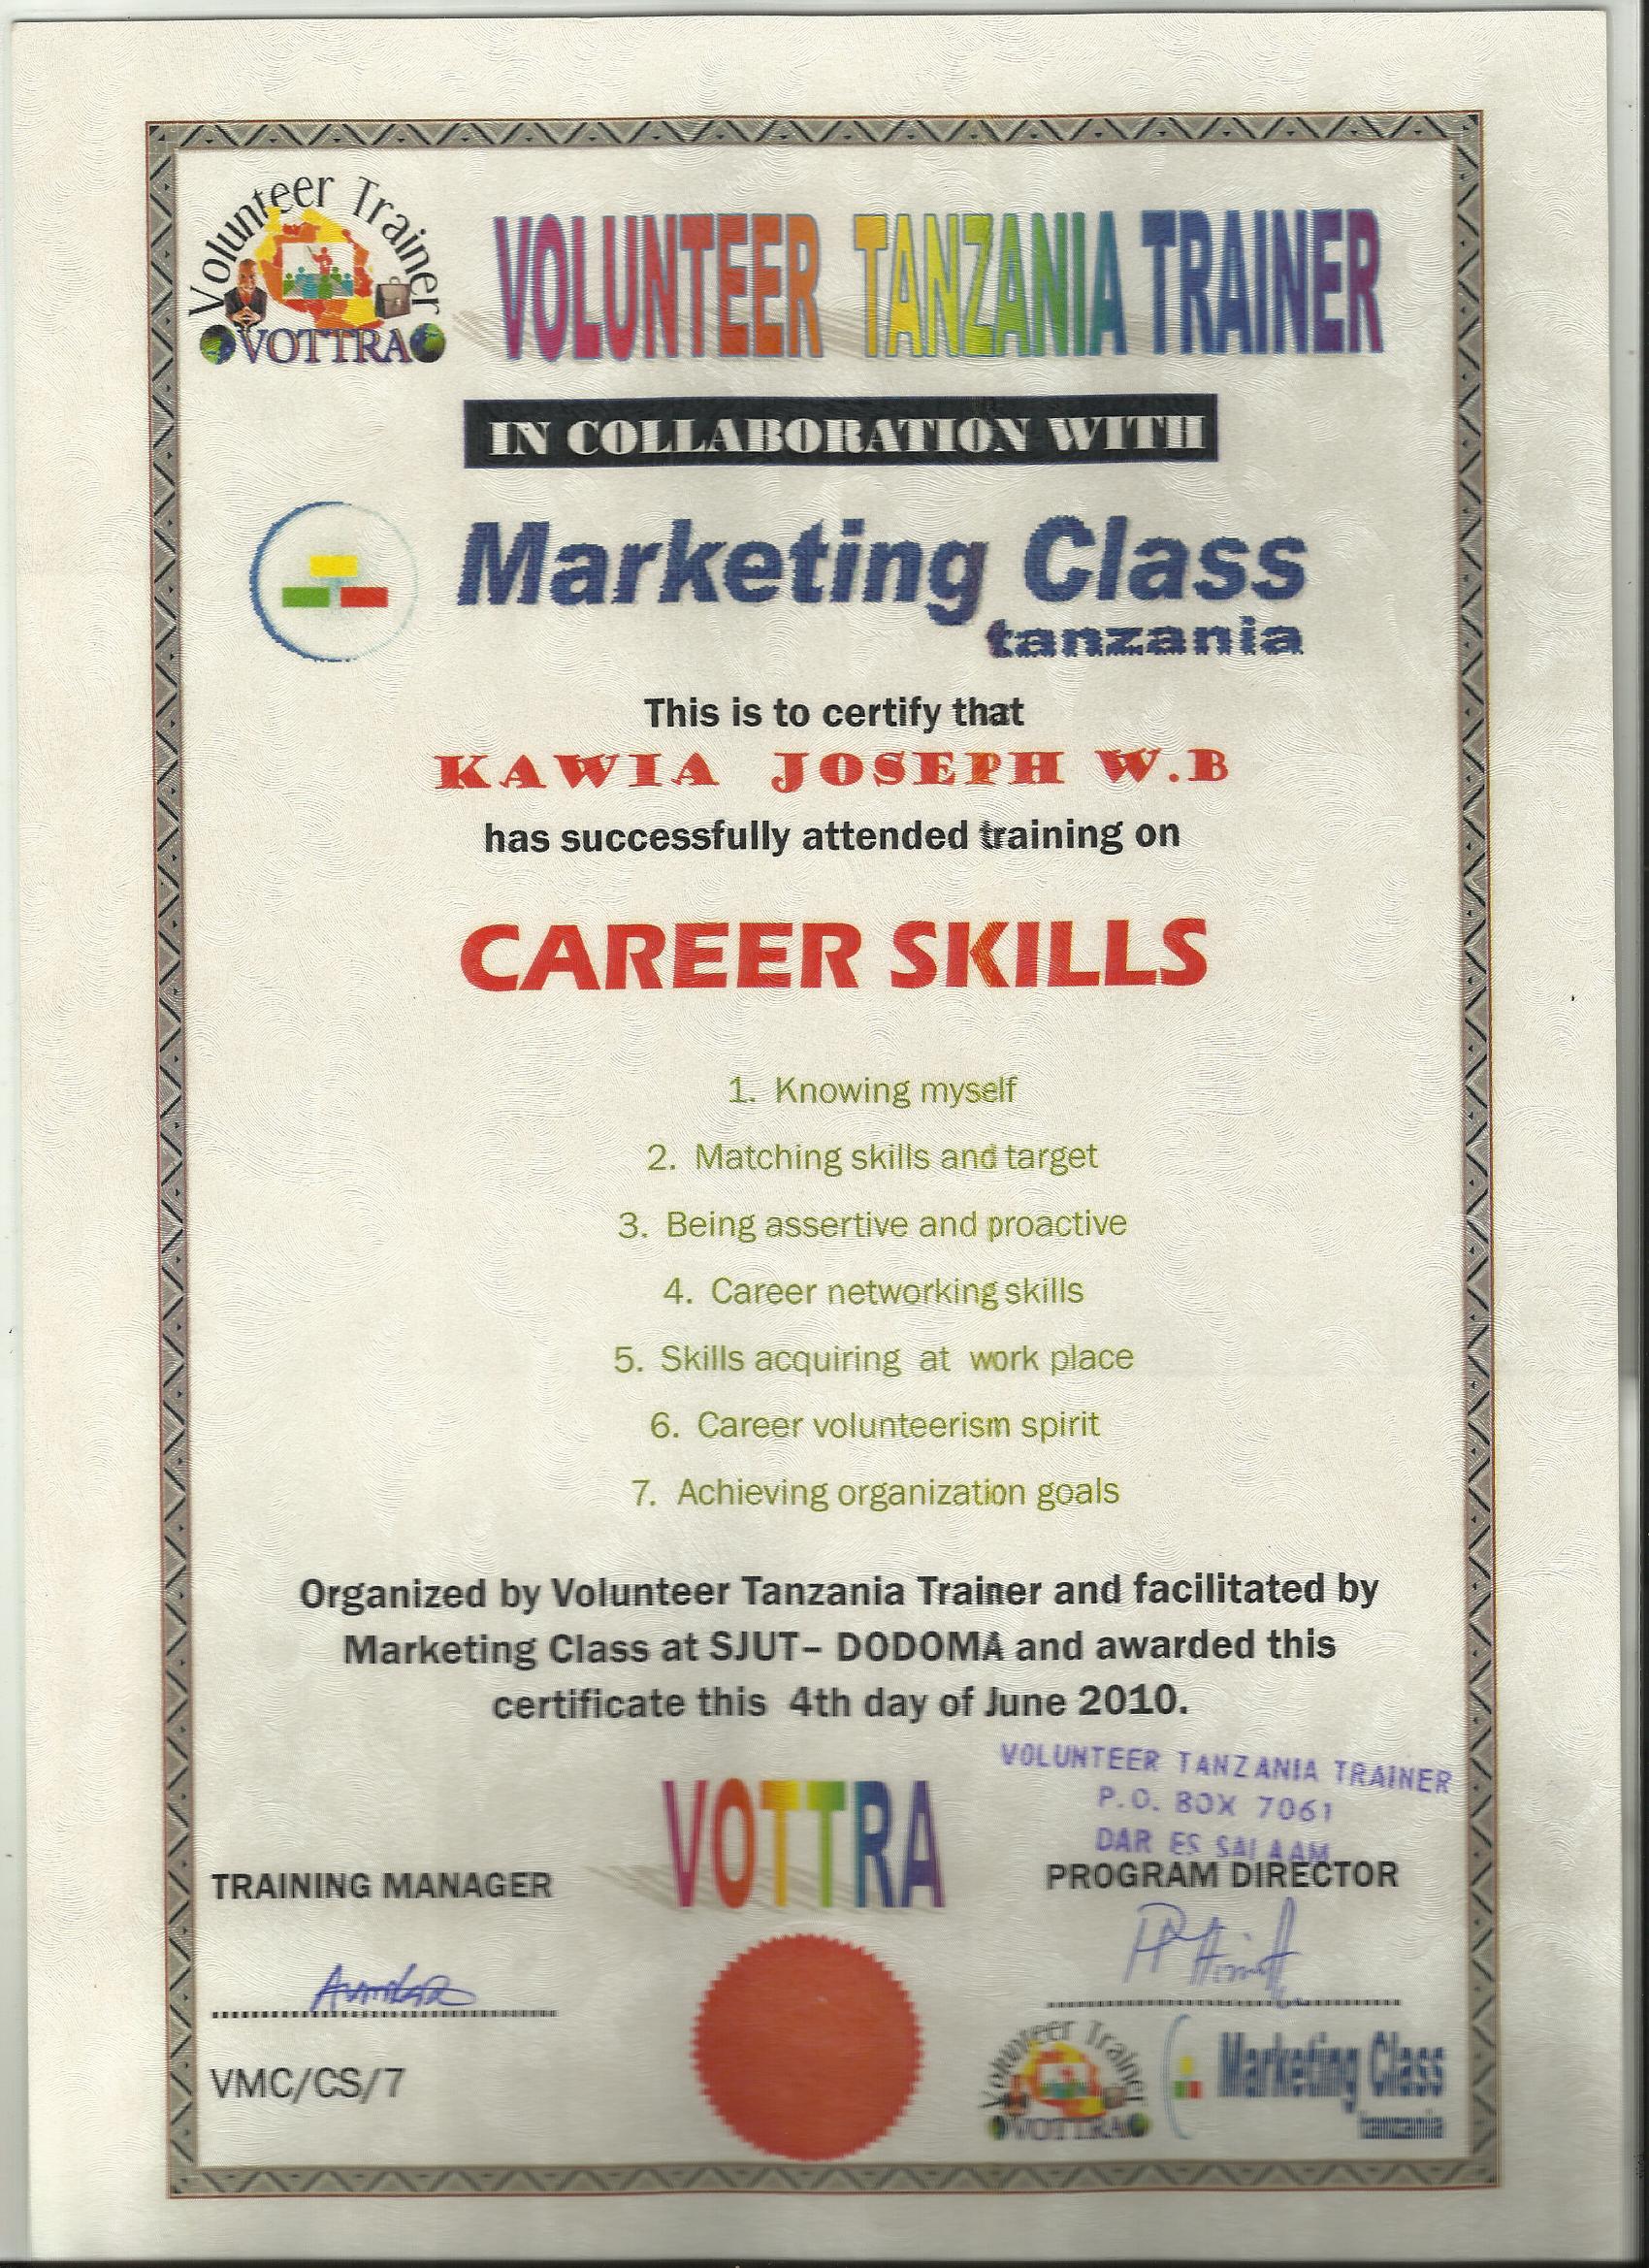 Volunteer Trainer
VOTTRA
VOLUNTEER TANZANIA TRAINER
IN COLLABORATION WITH
Marketing Class
tanzania
This is to certify that
KAWIA JOSEPH W.B
has successfully attended training on
CAREER SKILLS
1. Knowing myself
2. Matching skills and target
3. Being assertive and proactive
4. Career networking skills
5. Skills acquiring at work place
6. Career volunteerism spirit
7. Achieving organization goals
Organized by Volunteer Tanzania Trainer and facilitated by
Marketing Class at SJUT– DODOMA and awarded this
certificate this 4th day of June 2010.
VOLUNTEER TANZANIA TRAINER
P.O. BOX 7061
DAR ES SALAAM
VOTTRA
TRAINING MANAGER
PROGRAM DIRECTOR
VMC/CS/7
Volunteer Trainer
VOTTRA
Marketing Class
tanzania